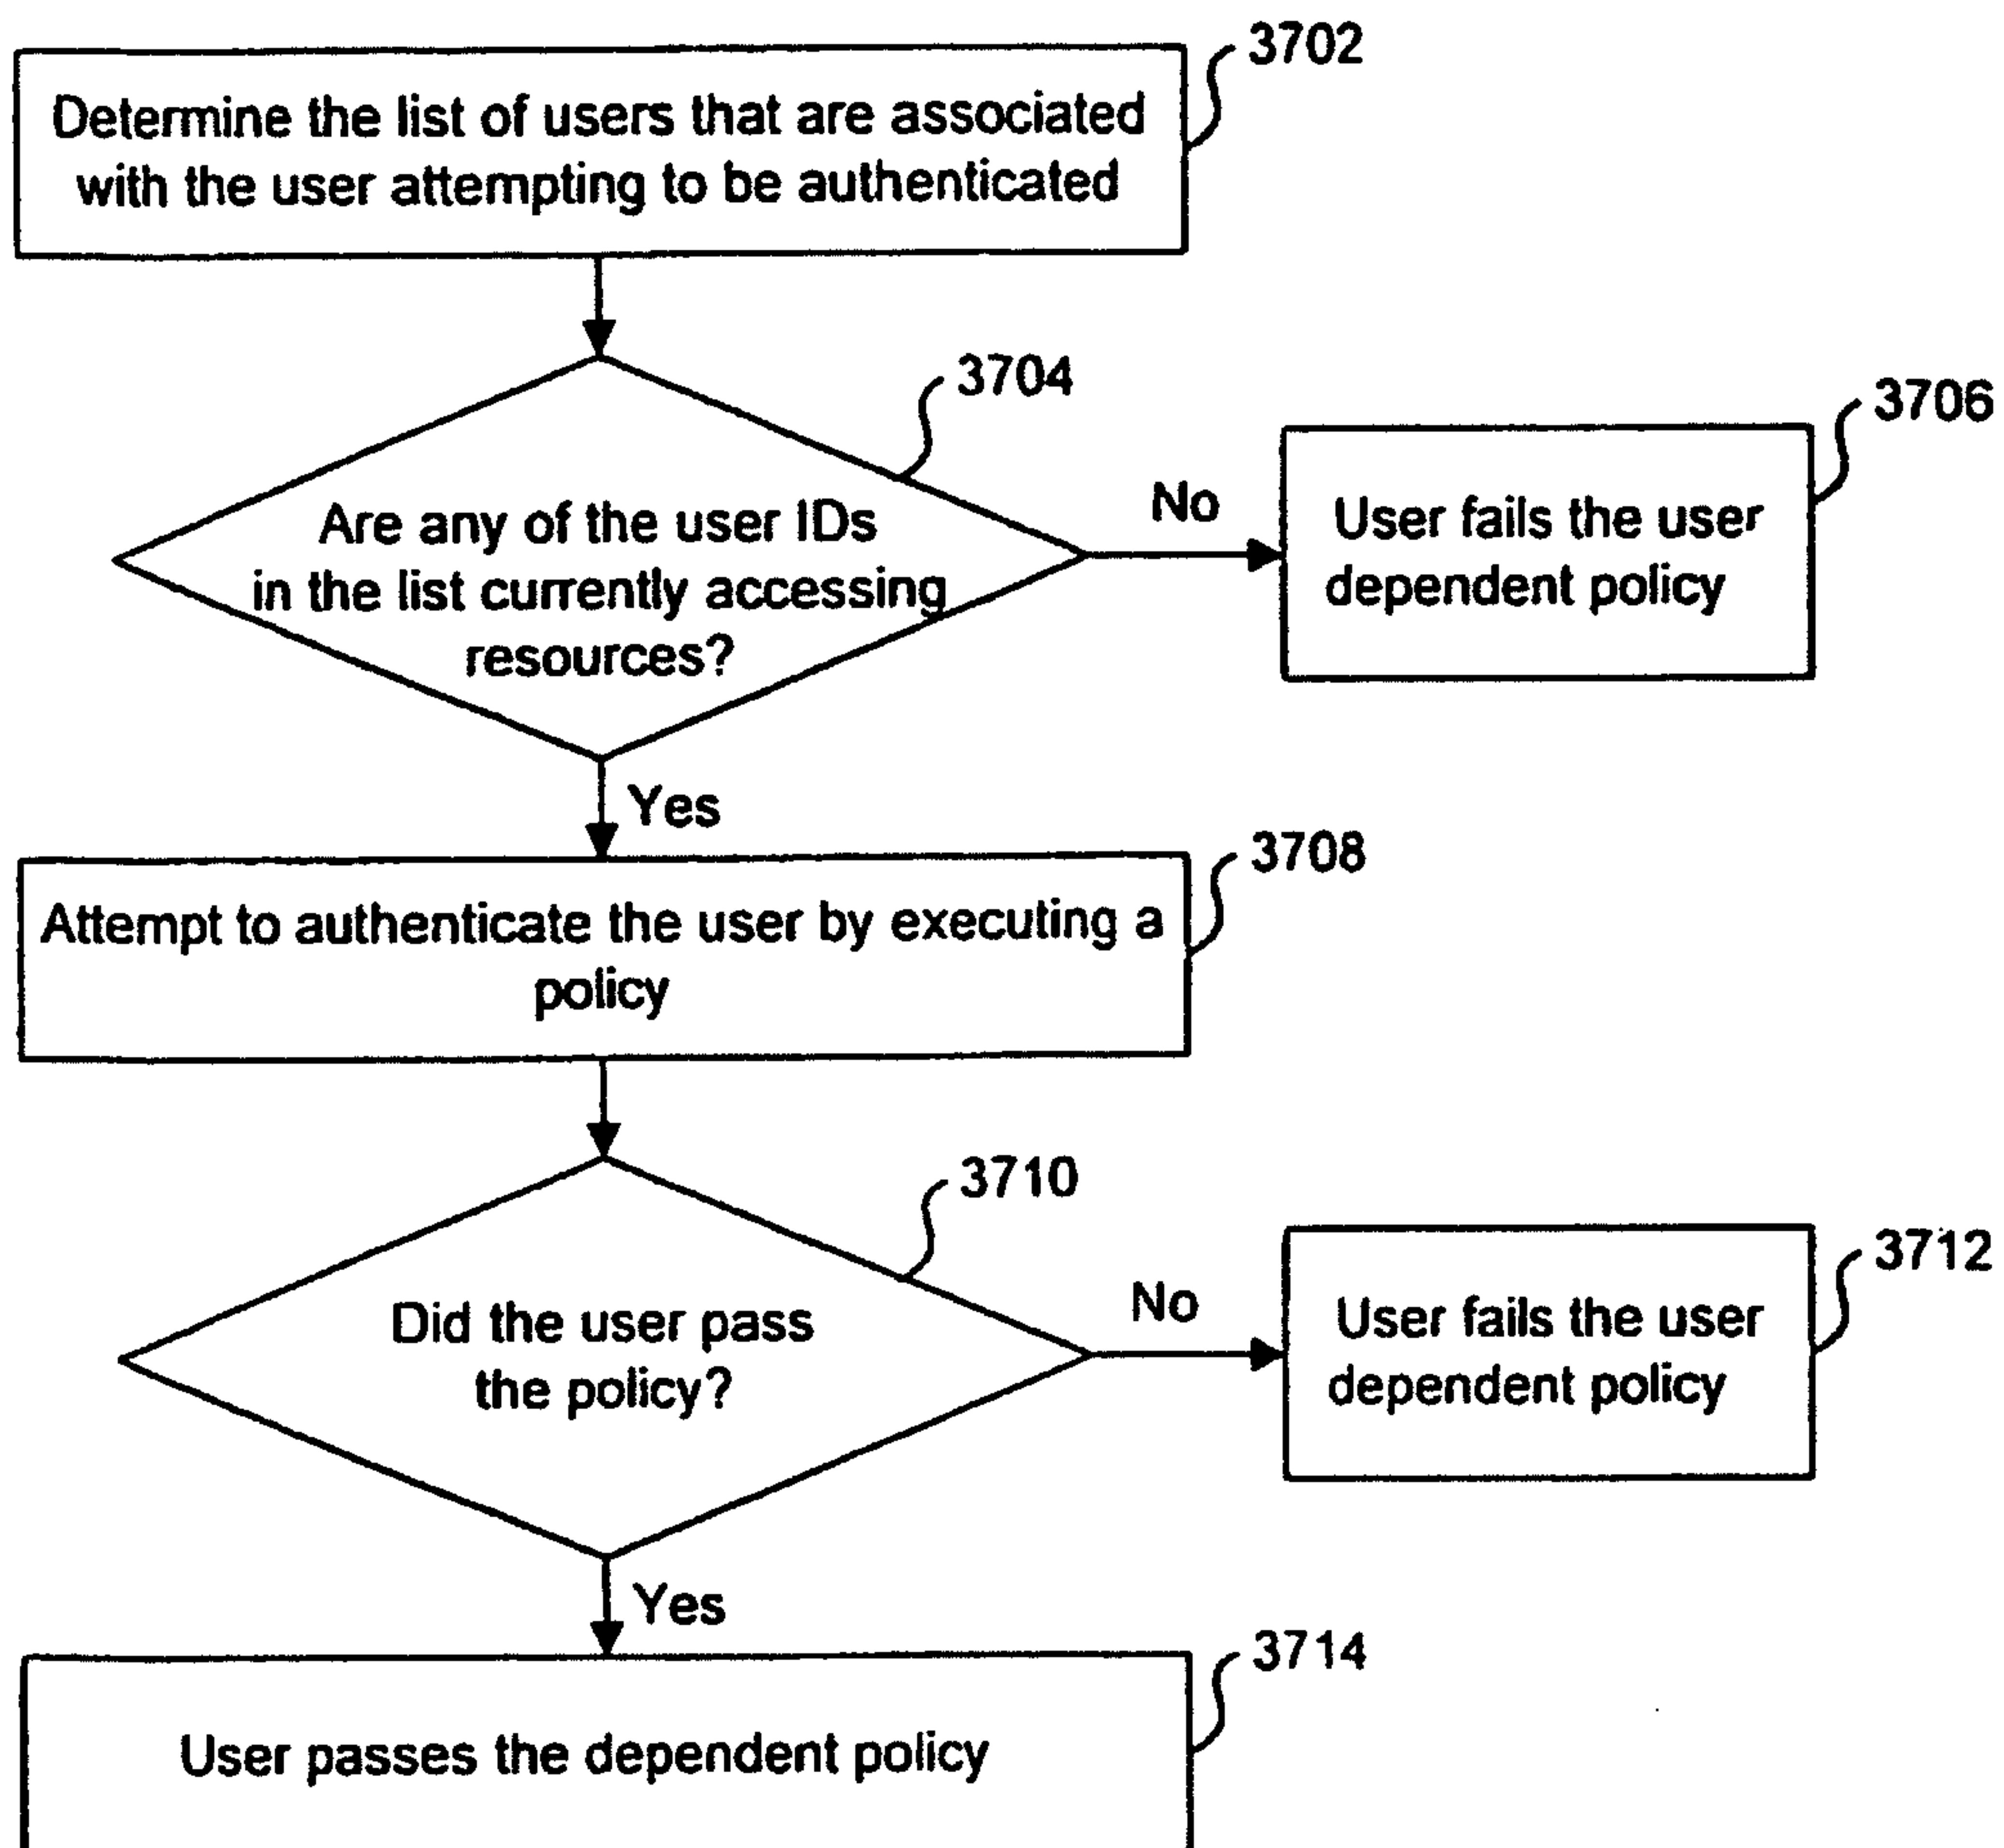 3702
Determine the list of users that are associated
with the user attempting to be authenticated
3704
Are any of the user IDs
in the list currently accessing
resources?
No
3706
User fails the user
dependent policy
Yes
3708
Attempt to authenticate the user by executing a
policy
3710
Did the user pass
the policy?
No
3712
User fails the user
dependent policy
Yes
3714
User passes the dependent policy